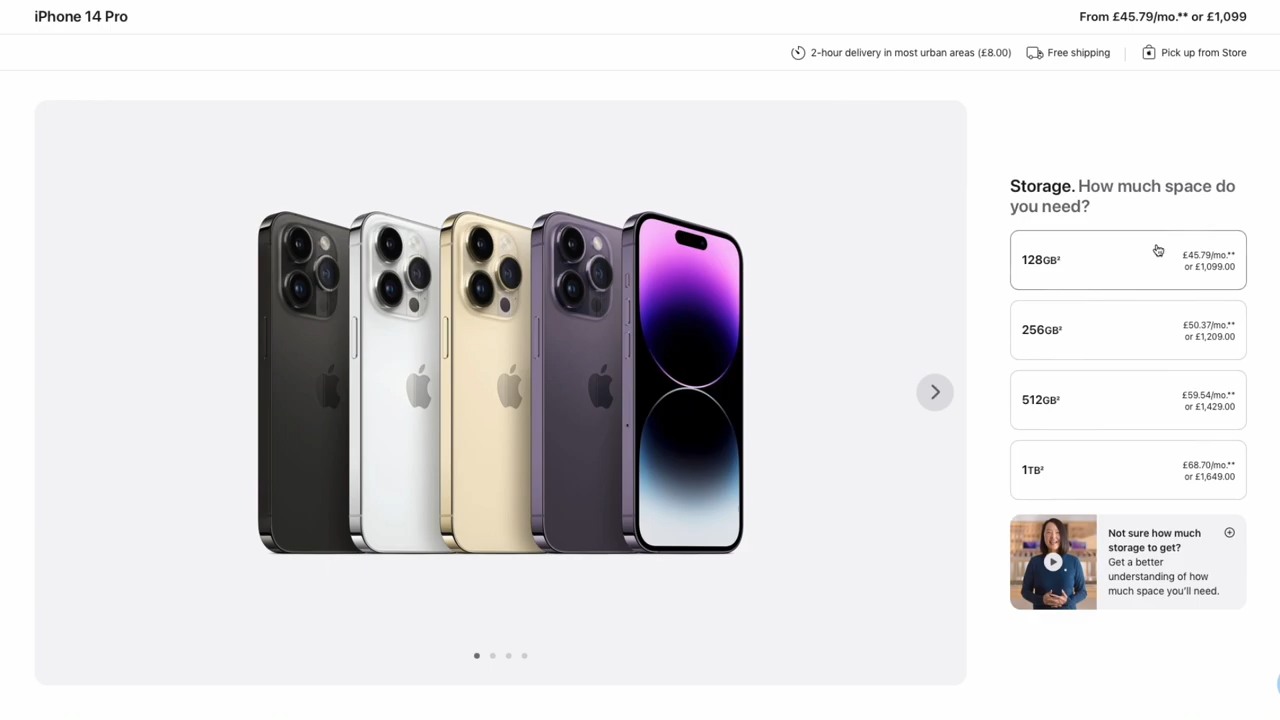 iPhone 14 Pro
From £45.79/mo.** or £1,099
2-hour delivery in most urban areas (£8.00)
Free shipping
Pick up from Store
Storage. How much space do
you need?
128GB²
£45.79/mo.**
or £1,099.00
256GB²
£50.37/mo.**
or £1,209.00
512GB²
£59.54/mo.**
or £1,429.00
1TB²
£68.70/mo.**
or £1,649.00
Not sure how much
storage to get?
Get a better
understanding of how
much space you'll need.